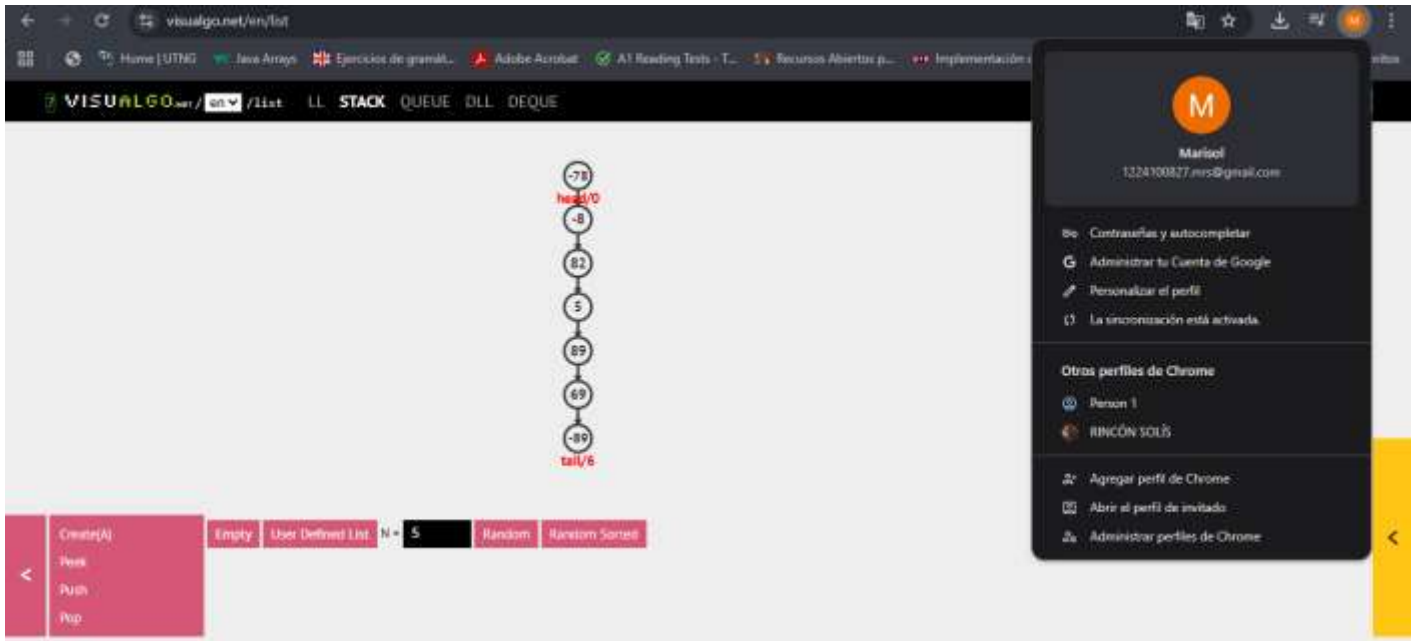 visualgo.net/en/list
Home | UTNG
Java Arrays
Ejercicios de gramát...
Adobe Acrobat
A1 Reading Tests - T...
Recursos Abiertos p...
Implementación
VISUALGO.net/ en /list LL STACK QUEUE DLL DEQUE
-78
head/0
-8
82
5
89
69
-89
tail/6
Create(A)
Peek
Push
Pop
Empty
User Defined List
N =
5
Random
Random Sorted
<
<
M
M
Marisol
1224100827.mrs@gmail.com
Contraseñas y autocompletar
Administrar tu Cuenta de Google
Personalizar el perfil
La sincronización está activada.
Otros perfiles de Chrome
Person 1
RINCÓN SOLÍS
Agregar perfil de Chrome
Abrir el perfil de invitado
Administrar perfiles de Chrome